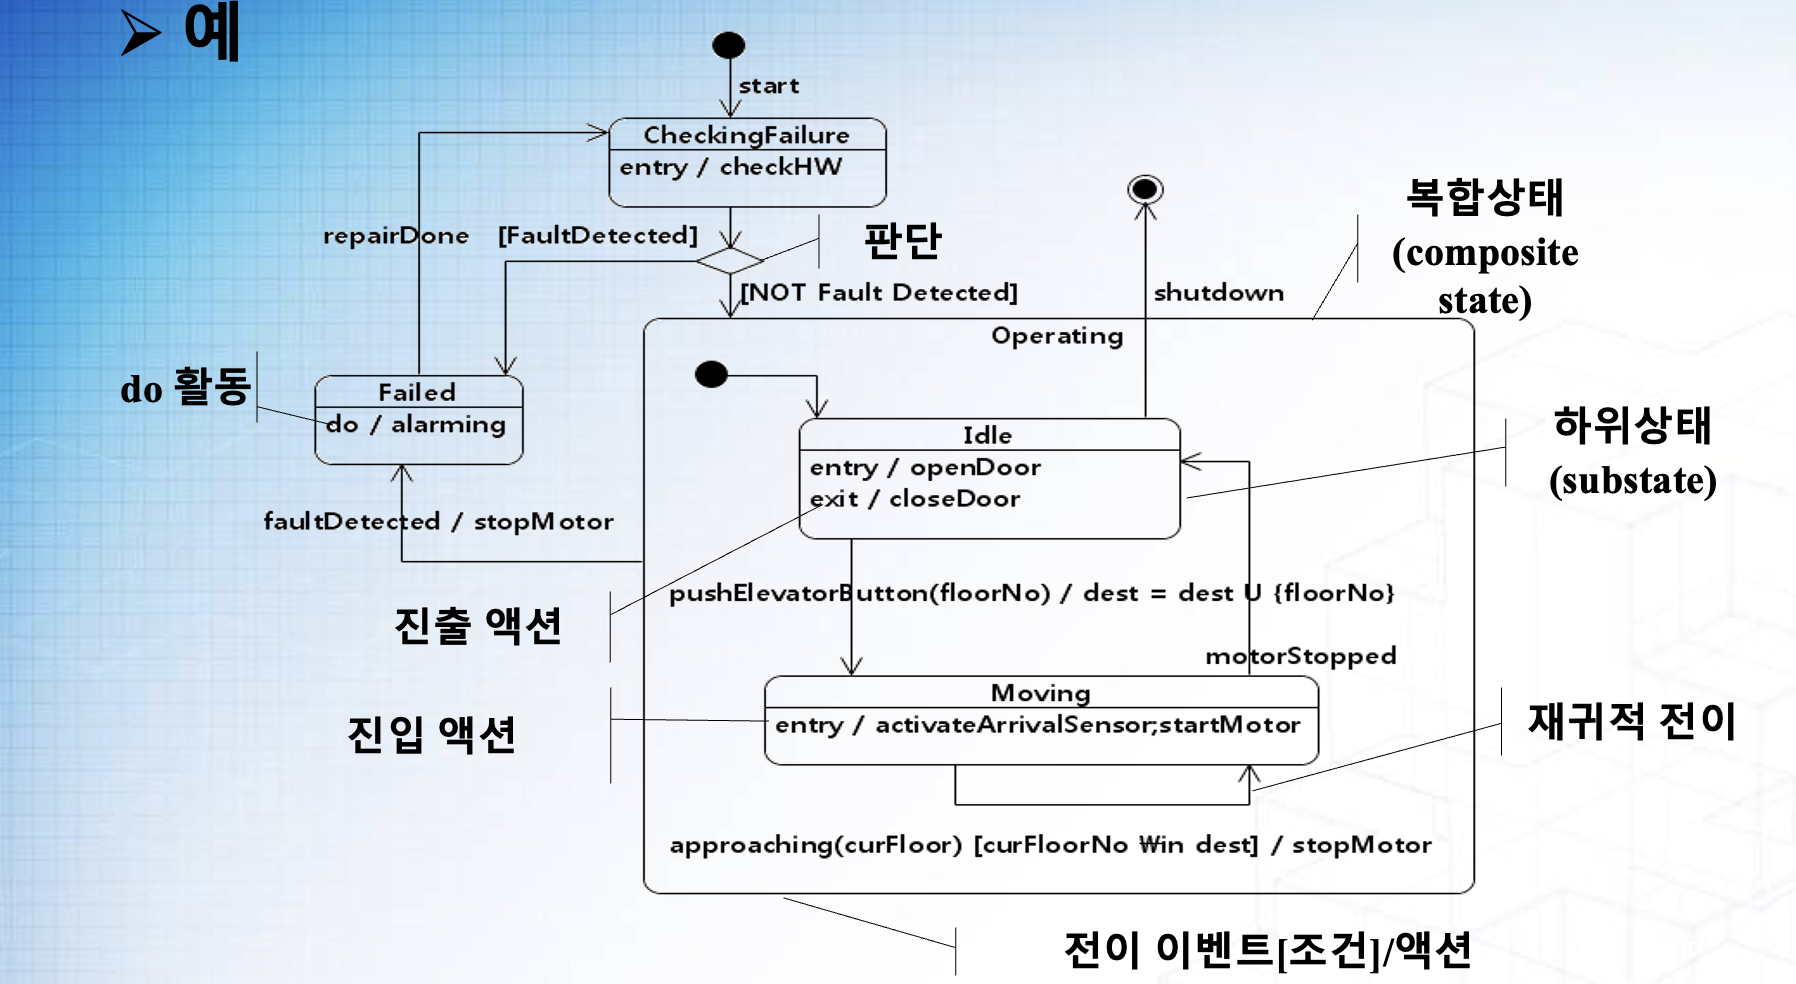 ➢ 예
start
CheckingFailure
entry / checkHW
repairDone
[FaultDetected]
판단
[NOT Fault Detected]
shutdown
복합상태
(composite
state)
Operating
do 활동
Failed
do / alarming
Idle
entry / openDoor
exit / closeDoor
하위상태
(substate)
faultDetected / stopMotor
pushElevatorButton(floorNo) / dest = dest U {floorNo}
진출 액션
motorStopped
Moving
entry / activateArrivalSensor;startMotor
진입 액션
재귀적 전이
approaching(curFloor) [curFloorNo ₩in dest] / stopMotor
전이 이벤트[조건]/액션